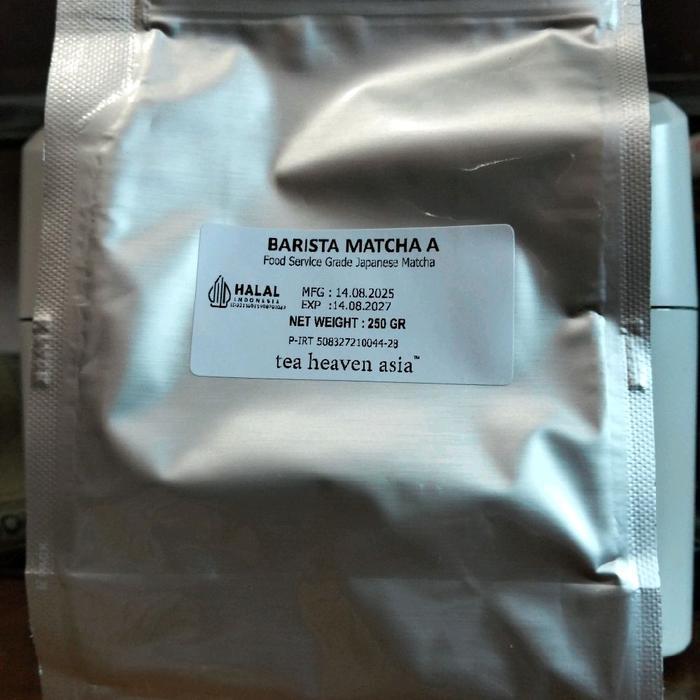 BARISTA MATCHA A
Food Service Grade Japanese Matcha
HALAL
INDONESIA
MFG : 14.08.2025
EXP :14.08.2027
NET WEIGHT : 250 GR
P-IRT 508327210044-28
tea heaven asia™